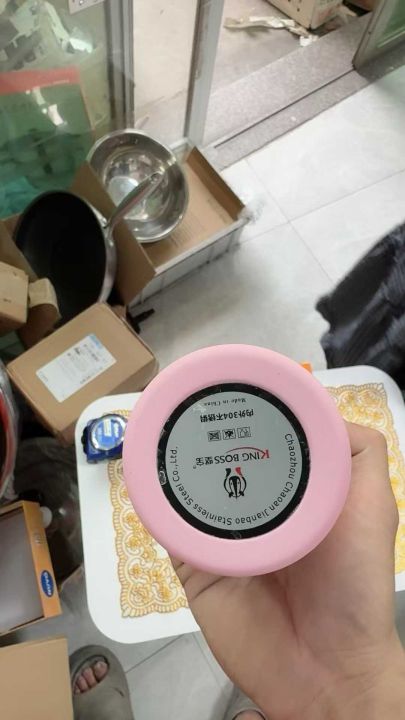 KING BOSS 坚宝
内外304不锈钢
Made in China
Chaozhou Chaoan Jianbao Stainless Steel Co.,Ltd.